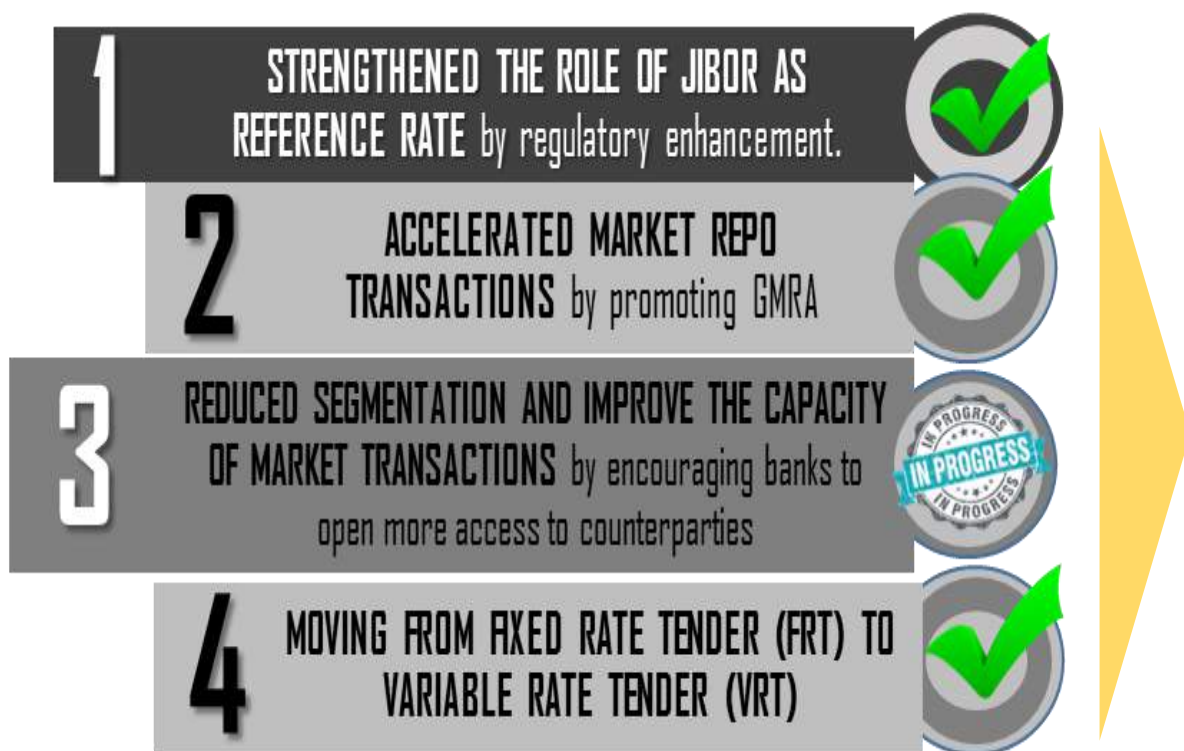 1
STRENGTHENED THE ROLE OF JIBOR AS
REFERENCE RATE by regulatory enhancement.
2
ACCELERATED MARKET REPO
TRANSACTIONS by promoting GMRA
3
REDUCED SEGMENTATION AND IMPROVE THE CAPACITY
OF MARKET TRANSACTIONS by encouraging banks to
open more access to counterparties
IN PROGRESS
IN PROGRESS
IN PROGRESS
4
MOVING FROM FIXED RATE TENDER (FRT) TO
VARIABLE RATE TENDER (VRT)